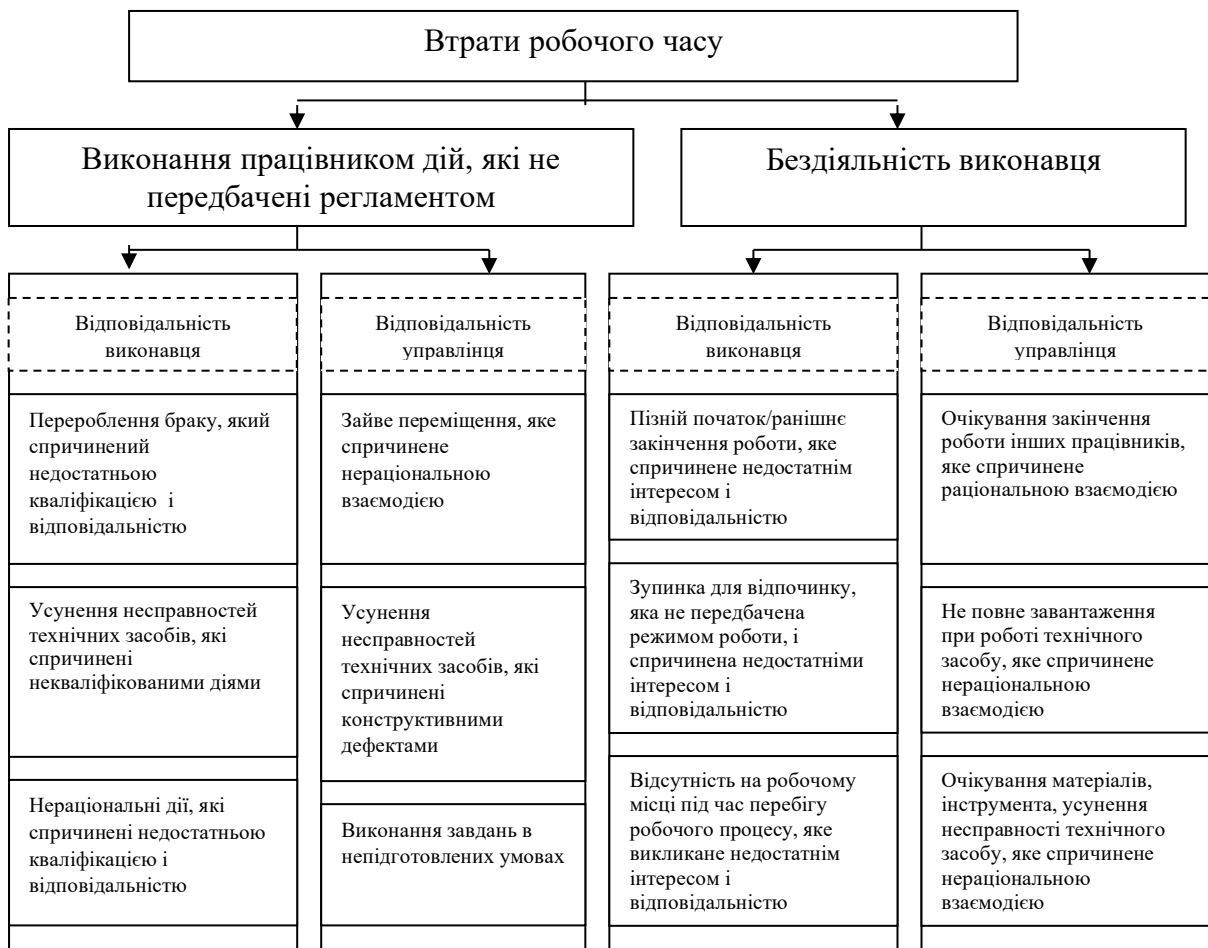 Втрати робочого часу
Виконання працівником дій, які не
передбачені регламентом
Бездіяльність виконавця
Відповідальність
виконавця
Перероблення браку, який
спричинений
недостатньою
кваліфікацією і
відповідальністю
Усунення несправностей
технічних засобів, які
спричинені
некваліфікованими діями
Нераціональні дії, які
спричинені недостатньою
кваліфікацією і
відповідальністю
Відповідальність
управлінця
Зайве переміщення, яке
спричинене
нераціональною
взаємодією
Усунення
несправностей
технічних засобів, які
спричинені
конструктивними
дефектами
Виконання завдань в
непідготовлених умовах
Відповідальність
виконавця
Пізній початок/ранішнє
закінчення роботи, яке
спричинене недостатнім
інтересом і
відповідальністю
Зупинка для відпочинку,
яка не передбачена
режимом роботи, і
спричинена недостатніми
інтересом і
відповідальністю
Відсутність на робочому
місці під час перебігу
робочого процесу, яке
викликане недостатнім
інтересом і
відповідальністю
Відповідальність
управлінця
Очікування закінчення
роботи інших працівників,
яке спричинене
раціональною взаємодією
Не повне завантаження
при роботі технічного
засобу, яке спричинене
нераціональною
взаємодією
Очікування матеріалів,
інструмента, усунення
несправності технічного
засобу, яке спричинене
нераціональною
взаємодією